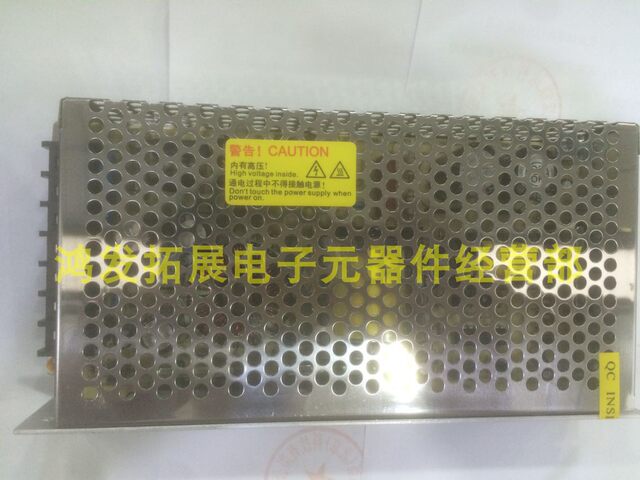 警告! CAUTION
内有高压!
High voltage inside.
通电过程中不得接触电源!
Don't touch the power supply when
power on.
鸿发拓展电子元器件经营部
QC INS